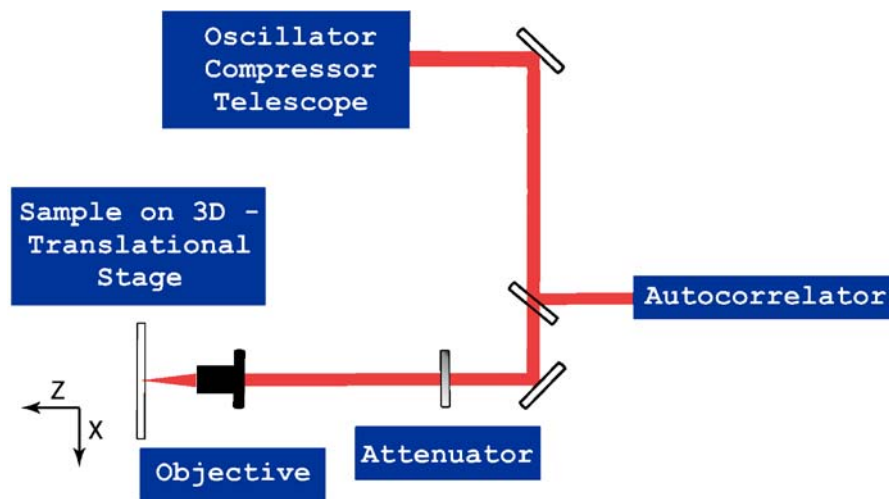 Oscillator
Compressor
Telescope
Sample on 3D -
Translational
Stage
Autocorrelator
Z
X
Objective
Attenuator